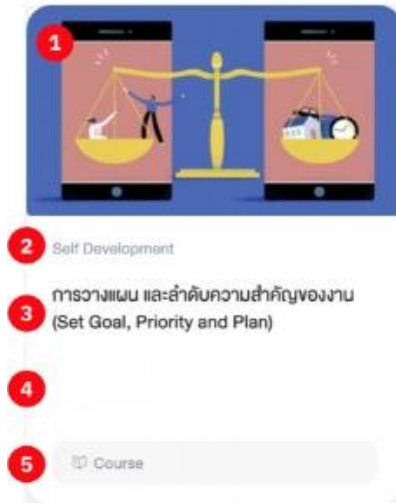 1
2
Self Development
3
การวางแผน และลำดับความสำคัญของงาน
(Set Goal, Priority and Plan)
4
5
Course